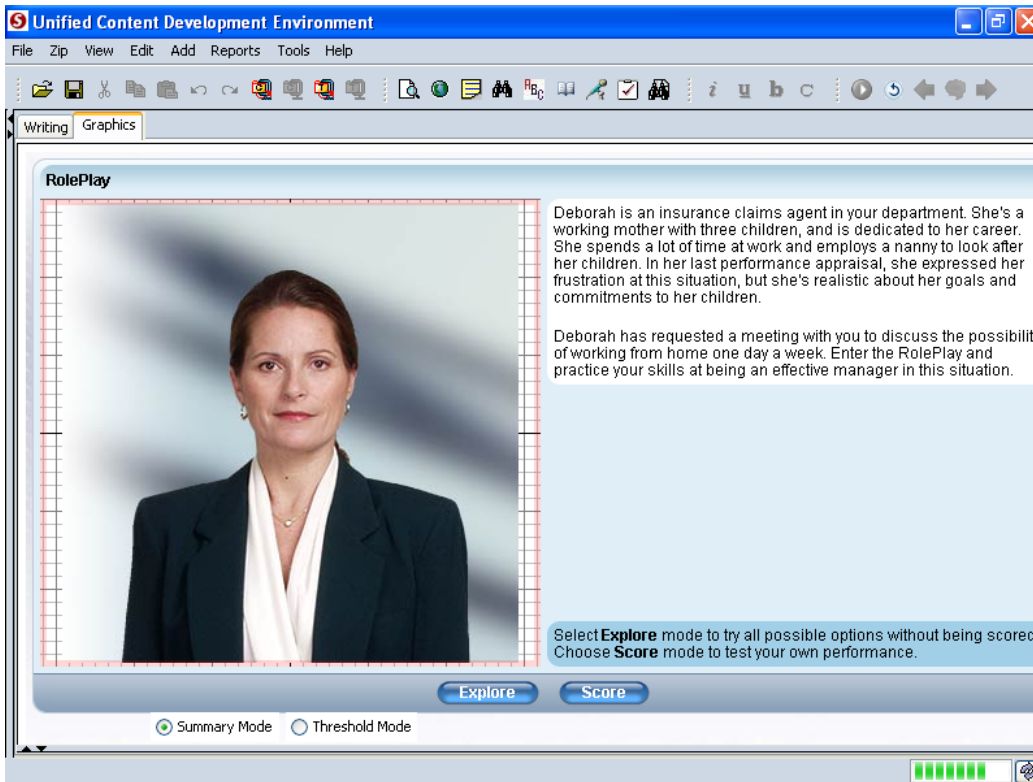 Unified Content Development Environment
File Zip View Edit Add Reports Tools Help
i u b c
Writing Graphics
RolePlay
Deborah is an insurance claims agent in your department. She's a
working mother with three children, and is dedicated to her career.
She spends a lot of time at work and employs a nanny to look after
her children. In her last performance appraisal, she expressed her
frustration at this situation, but she's realistic about her goals and
commitments to her children.
Deborah has requested a meeting with you to discuss the possibilit
of working from home one day a week. Enter the RolePlay and
practice your skills at being an effective manager in this situation.
Select Explore mode to try all possible options without being scored
Choose Score mode to test your own performance.
Explore Score
Summary Mode Threshold Mode